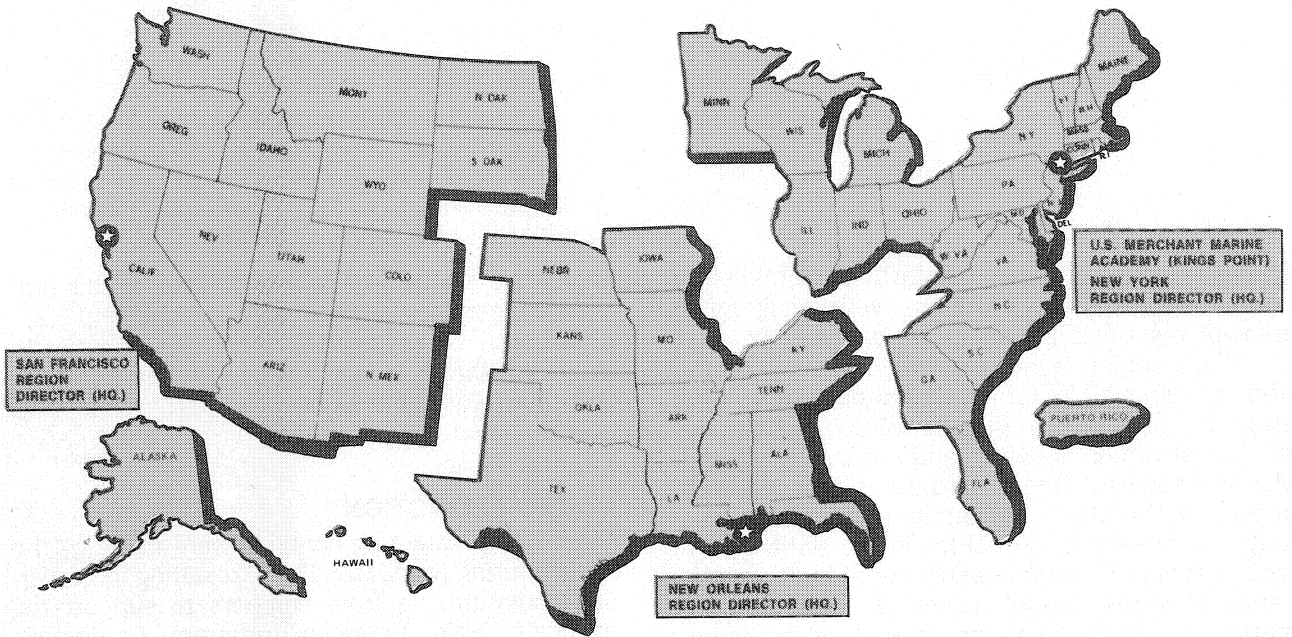 WASH
MONT
N. DAK
OREG
IDAHO
S. DAK
WYO
NEV
UTAH
COLO
CALIF
ARIZ
N. MEX
SAN FRANCISCO
REGION
DIRECTOR (HQ.)
ALASKA
HAWAII
NEBR
IOWA
KANS
MO
KY
OKLA
TENN
ARK
MISS
ALA
TEX
LA
NEW ORLEANS
REGION DIRECTOR (HQ.)
MINN
WIS
MICH
MAINE
VT
N.H
N.Y
MASS
CONN
R.I
PA
ILL
IND
OHIO
MD
DEL
W. VA
VA
N.C
S.C
GA
FLA
U.S. MERCHANT MARINE
ACADEMY (KINGS POINT)
NEW YORK
REGION DIRECTOR (HQ.)
PUERTO RICO